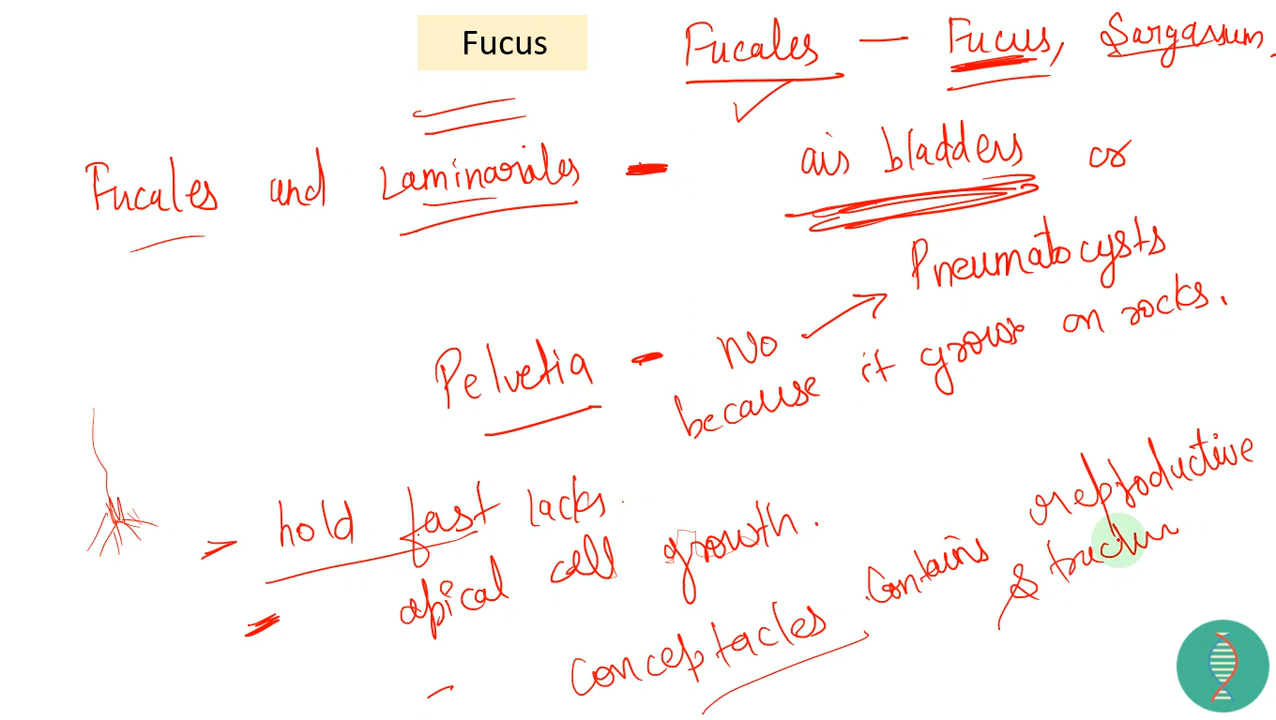 Fucus
Fucales — Fucus, Sargassum.
Fucales and Laminariales - air bladders or
Pneumatocysts
Pelvetia - No
because it grows on rocks.
hold fast lacks.
apical cell growth.
- Conceptacles. Contains reproductive